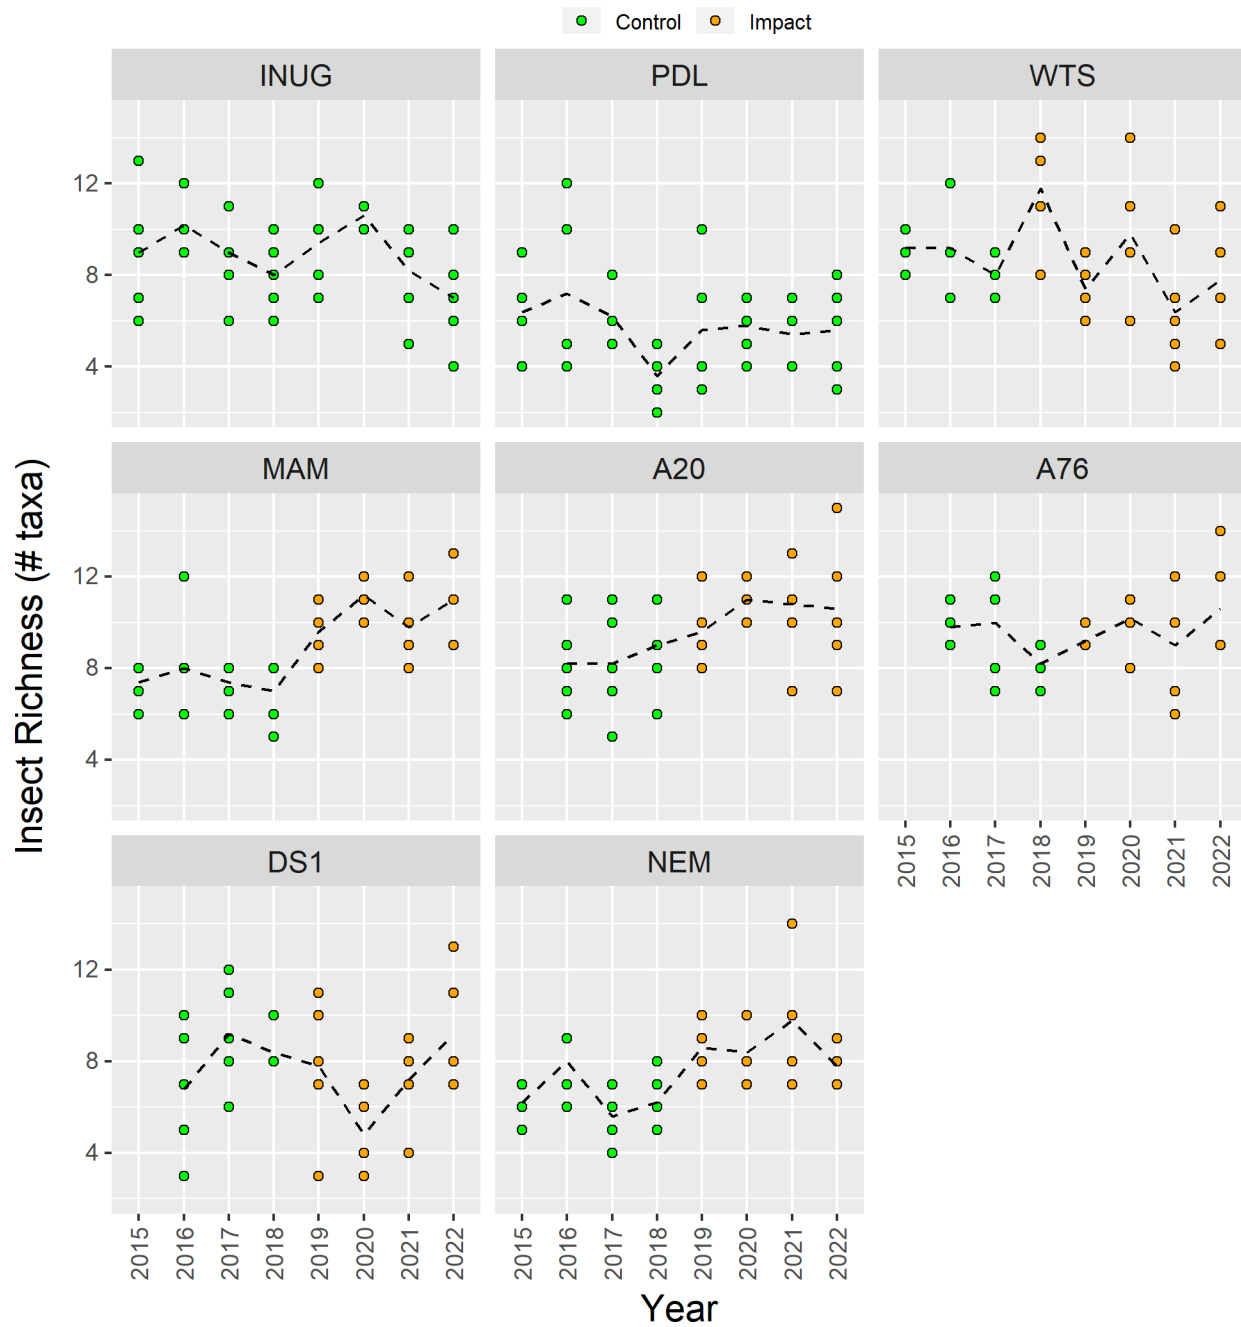 Control Impact
INUG PDL WTS
12
8
4
MAM A20 A76
12
8
4
Insect Richness (# taxa)
2015 2016 2017 2018 2019 2020 2021 2022
DS1 NEM
12
8
4
2015 2016 2017 2018 2019 2020 2021 2022 2015 2016 2017 2018 2019 2020 2021 2022
Year